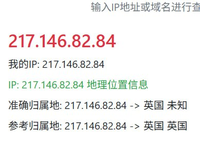 输入IP地址或域名进行查
217.146.82.84
我的IP: 217.146.82.84
IP: 217.146.82.84 地理位置信息
准确归属地: 217.146.82.84 -> 英国 未知
参考归属地: 217.146.82.84 -> 英国 英国